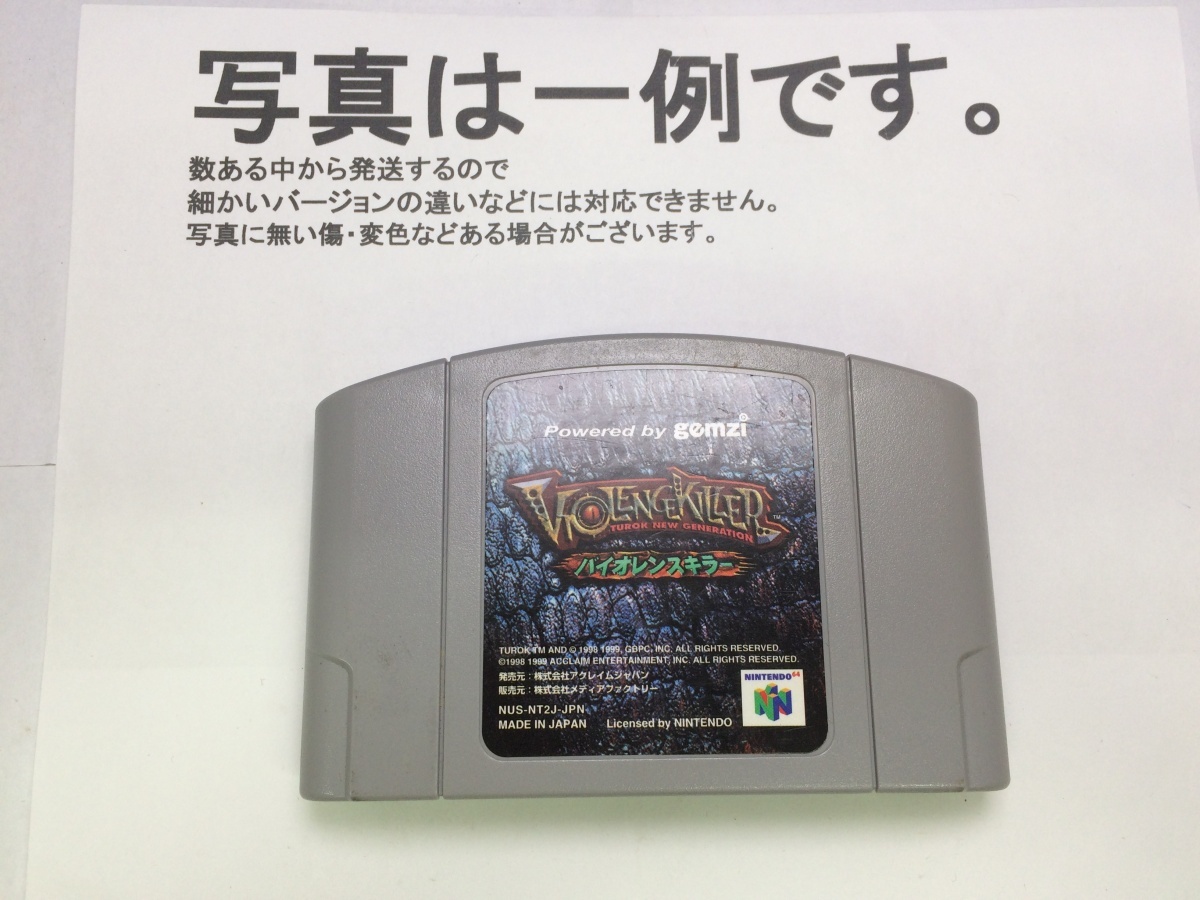 写真は一例です。
数ある中から発送するので
細かいバージョンの違いなどには対応できません。
写真に無い傷・変色などある場合がございます。
Powered by gemzi
VIOLENCEKILLER TM
TUROK NEW GENERATION
バイオレンスキラー
TUROK TM AND © 1998 1999, GBPC, INC. ALL RIGHTS RESERVED.
©1998 1999 ACCLAIM ENTERTAINMENT, INC. ALL RIGHTS RESERVED.
発売元：株式会社アクレイムジャパン
販売元：株式会社メディアファクトリー
NINTENDO64
NUS-NT2J-JPN
MADE IN JAPAN Licensed by NINTENDO